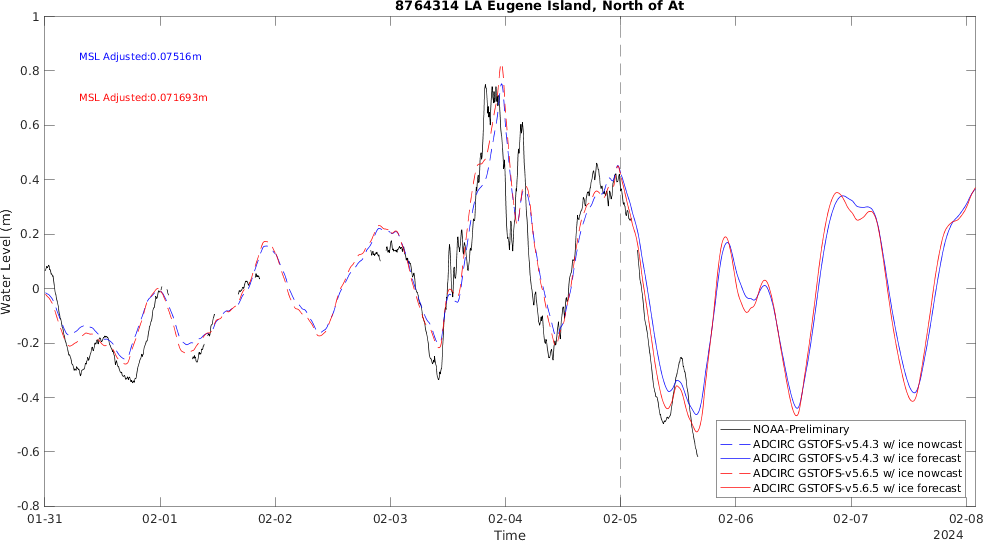 8764314 LA Eugene Island, North of At
MSL Adjusted:0.07516m
MSL Adjusted:0.071693m
Water Level (m)
1
0.8
0.6
0.4
0.2
0
-0.2
-0.4
-0.6
-0.8
NOAA-Preliminary
ADCIRC GSTOFS-v5.4.3 w/ ice nowcast
ADCIRC GSTOFS-v5.4.3 w/ ice forecast
ADCIRC GSTOFS-v5.6.5 w/ ice nowcast
ADCIRC GSTOFS-v5.6.5 w/ ice forecast
01-31 02-01 02-02 02-03 02-04 02-05 02-06 02-07 02-08
Time
2024